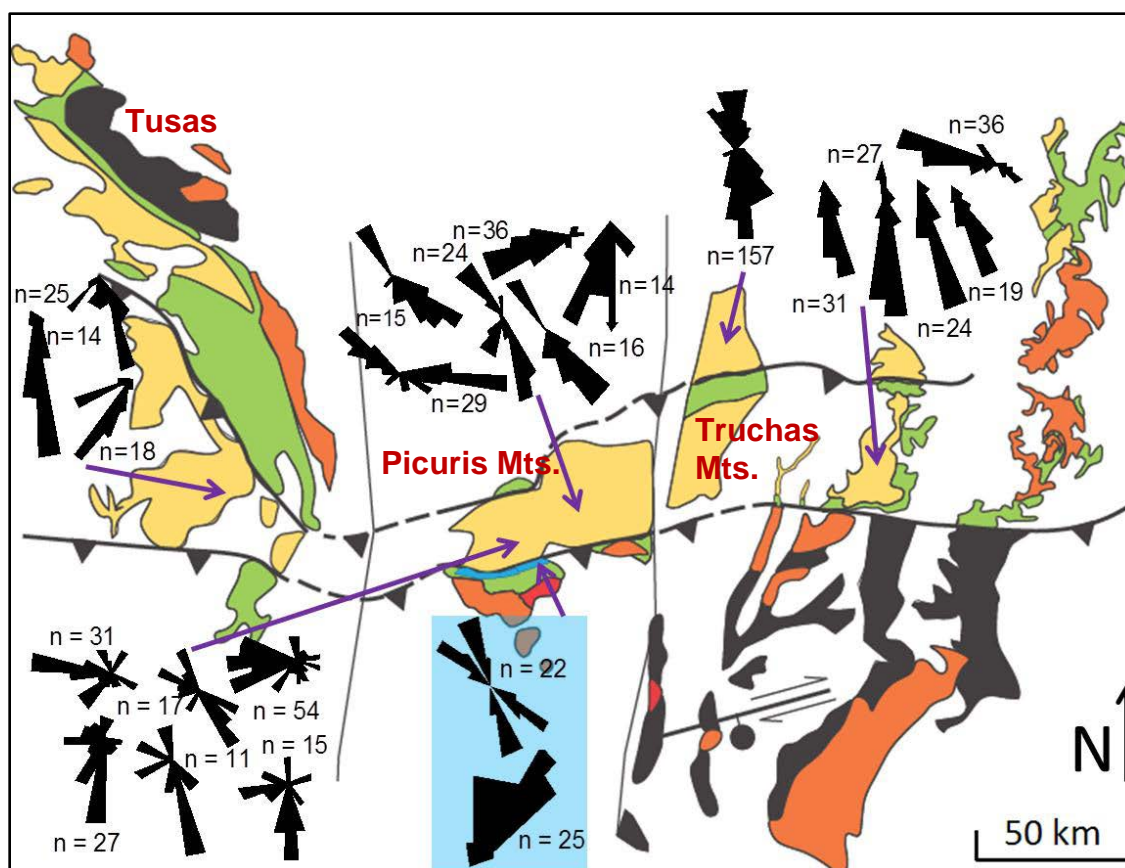 Tusas
n=36
n=27
n=36
n=24
n=157
n=14
n=25
n=14
n=15
n=16
n=31
n=19
n=24
n=29
n=18
Picuris Mts.
Truchas
Mts.
n = 31
n = 17
n = 54
n = 22
n = 11
n = 15
n = 27
n = 25
N
50 km